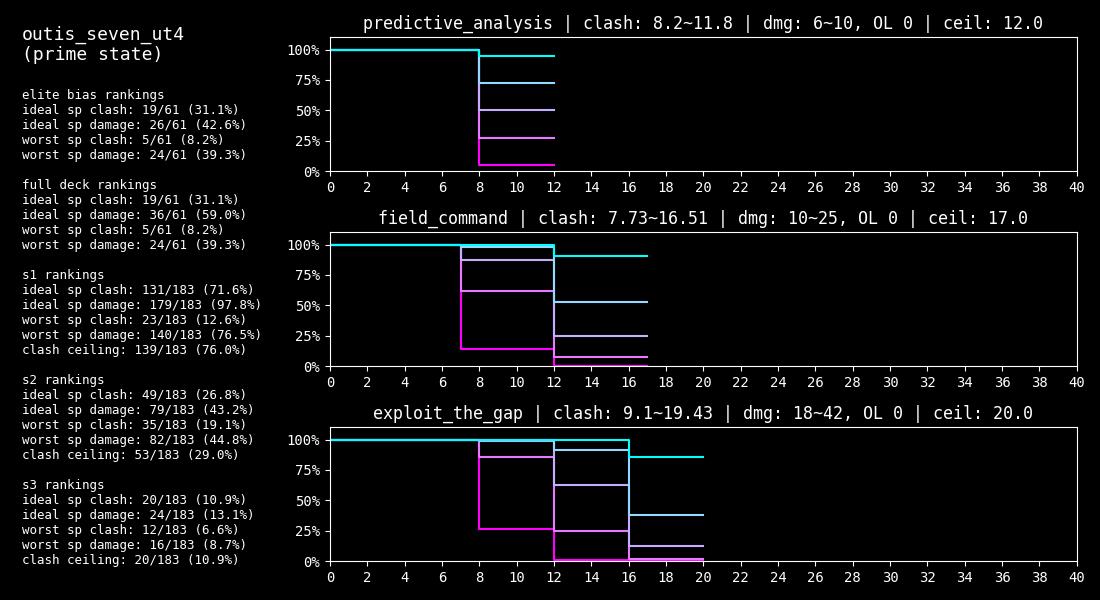 outis_seven_ut4
(prime state)
elite bias rankings
ideal sp clash: 19/61 (31.1%)
ideal sp damage: 26/61 (42.6%)
worst sp clash: 5/61 (8.2%)
worst sp damage: 24/61 (39.3%)
full deck rankings
ideal sp clash: 19/61 (31.1%)
ideal sp damage: 36/61 (59.0%)
worst sp clash: 5/61 (8.2%)
worst sp damage: 24/61 (39.3%)
s1 rankings
ideal sp clash: 131/183 (71.6%)
ideal sp damage: 179/183 (97.8%)
worst sp clash: 23/183 (12.6%)
worst sp damage: 140/183 (76.5%)
clash ceiling: 139/183 (76.0%)
s2 rankings
ideal sp clash: 49/183 (26.8%)
ideal sp damage: 79/183 (43.2%)
worst sp clash: 35/183 (19.1%)
worst sp damage: 82/183 (44.8%)
clash ceiling: 53/183 (29.0%)
s3 rankings
ideal sp clash: 20/183 (10.9%)
ideal sp damage: 24/183 (13.1%)
worst sp clash: 12/183 (6.6%)
worst sp damage: 16/183 (8.7%)
clash ceiling: 20/183 (10.9%)
predictive_analysis | clash: 8.2~11.8 | dmg: 6~10, OL 0 | ceil: 12.0
100%
75%
50%
25%
0%
0 2 4 6 8 10 12 14 16 18 20 22 24 26 28 30 32 34 36 38 40
field_command | clash: 7.73~16.51 | dmg: 10~25, OL 0 | ceil: 17.0
100%
75%
50%
25%
0%
0 2 4 6 8 10 12 14 16 18 20 22 24 26 28 30 32 34 36 38 40
exploit_the_gap | clash: 9.1~19.43 | dmg: 18~42, OL 0 | ceil: 20.0
100%
75%
50%
25%
0%
0 2 4 6 8 10 12 14 16 18 20 22 24 26 28 30 32 34 36 38 40